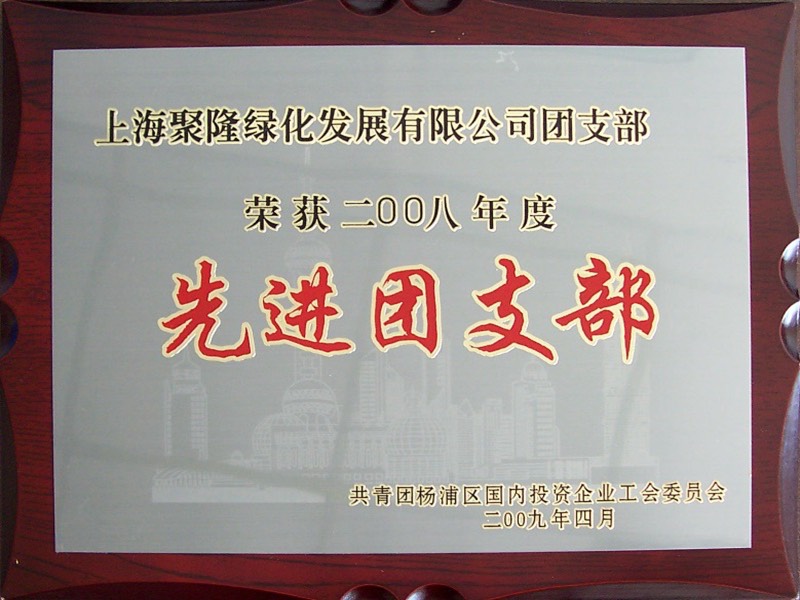 上海聚隆绿化发展有限公司团支部
荣获二00八年度
先进团支部
共青团杨浦区国内投资企业工会委员会
二00九年四月